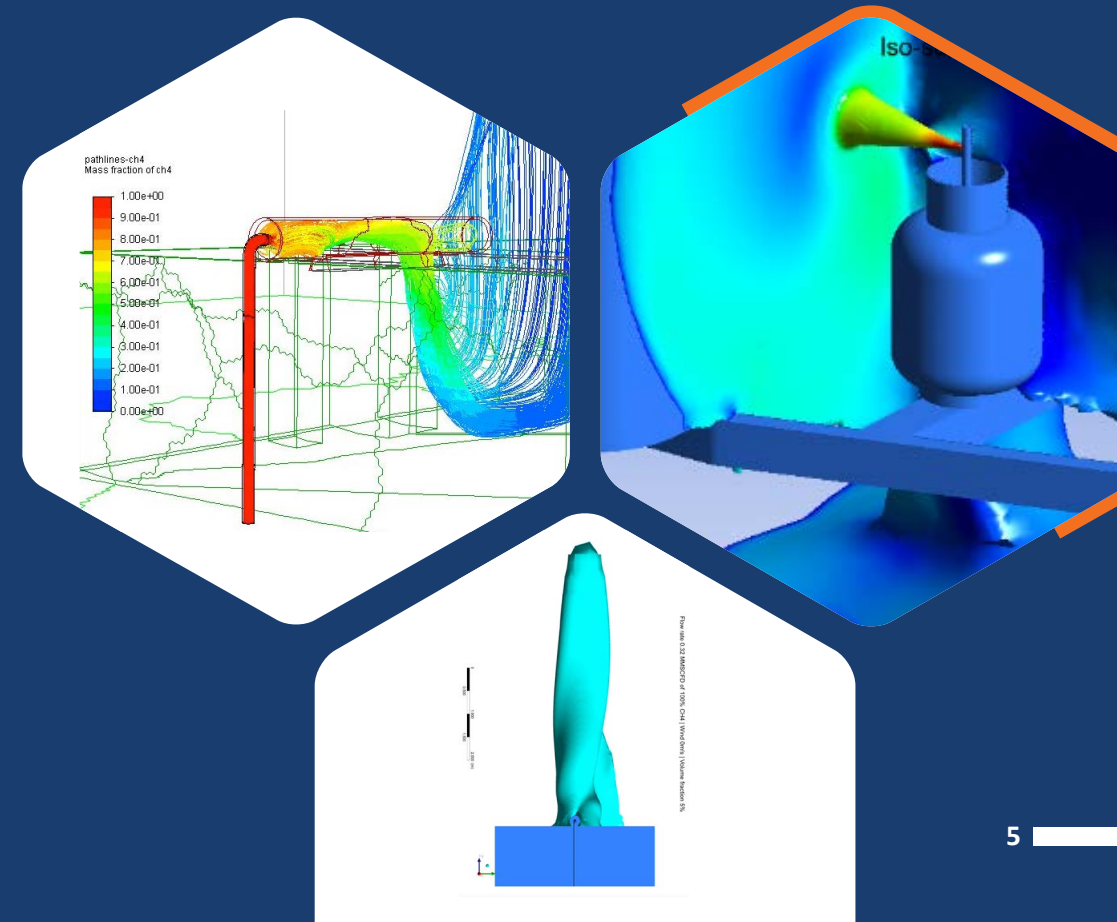 pathlines-ch4
Mass fraction of ch4
1.00e+00
9.00e-01
8.00e-01
7.00e-01
6.00e-01
5.00e-01
4.00e-01
3.00e-01
2.00e-01
1.00e-01
0.00e+00
Flow rate 0.32 MMSCFD of 100% CH4 | Wind 0m/s | Volume fraction 5%
5